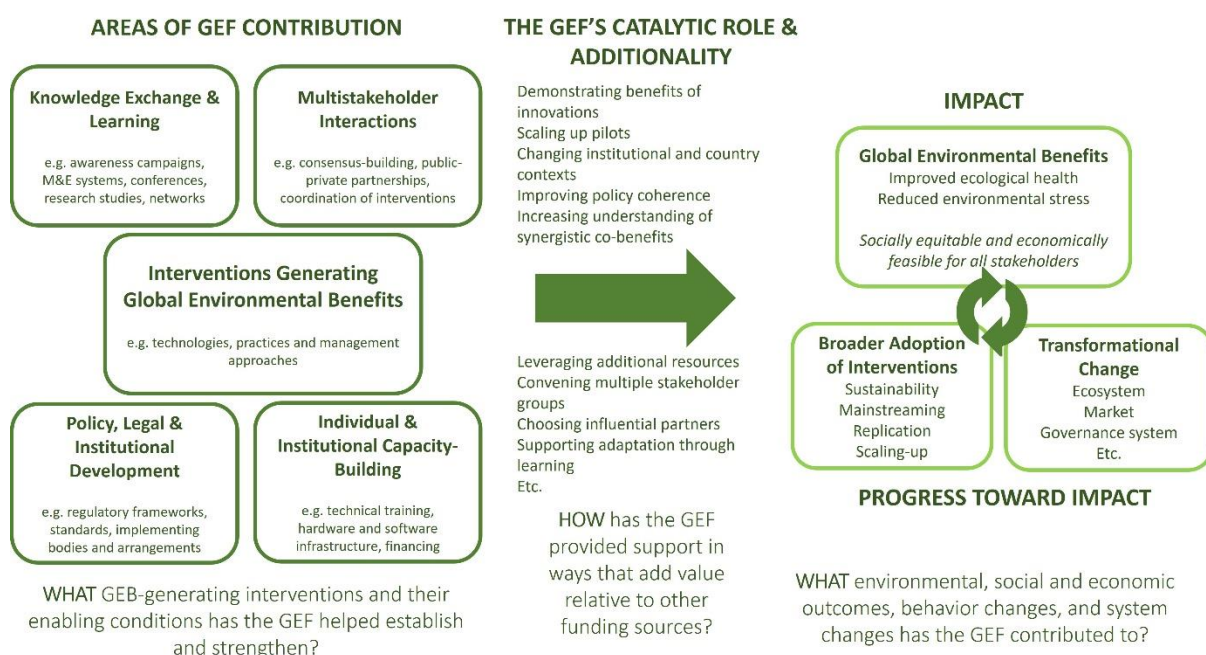 AREAS OF GEF CONTRIBUTION
Knowledge Exchange &
Learning
e.g. awareness campaigns,
M&E systems, conferences,
research studies, networks
Multistakeholder
Interactions
e.g. consensus-building, public-
private partnerships,
coordination of interventions
Interventions Generating
Global Environmental Benefits
e.g. technologies, practices and management
approaches
Policy, Legal &
Institutional
Development
e.g. regulatory frameworks,
standards, implementing
bodies and arrangements
Individual &
Institutional Capacity-
Building
e.g. technical training,
hardware and software
infrastructure, financing
WHAT GEB-generating interventions and their
enabling conditions has the GEF helped establish
and strengthen?
THE GEF'S CATALYTIC ROLE &
ADDITIONALITY
Demonstrating benefits of
innovations
Scaling up pilots
Changing institutional and country
contexts
Improving policy coherence
Increasing understanding of
synergistic co-benefits
Leveraging additional resources
Convening multiple stakeholder
groups
Choosing influential partners
Supporting adaptation through
learning
Etc.
HOW has the GEF
provided support in
ways that add value
relative to other
funding sources?
IMPACT
Global Environmental Benefits
Improved ecological health
Reduced environmental stress
Socially equitable and economically
feasible for all stakeholders
Broader Adoption
of Interventions
Sustainability
Mainstreaming
Replication
Scaling-up
Transformational
Change
Ecosystem
Market
Governance system
Etc.
PROGRESS TOWARD IMPACT
WHAT environmental, social and economic
outcomes, behavior changes, and system
changes has the GEF contributed to?